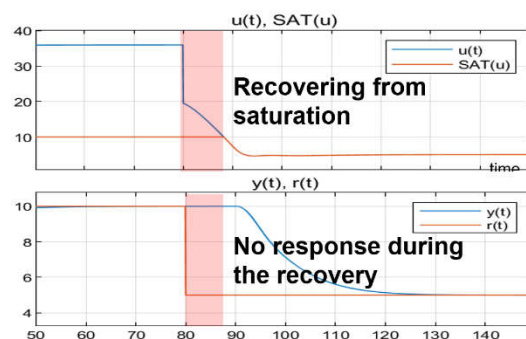 u(t), SAT(u)
40
30
20
10
u(t)
SAT(u)
Recovering from
saturation
time
y(t), r(t)
10
8
6
4
y(t)
r(t)
No response during
the recovery
50 60 70 80 90 100 110 120 130 140